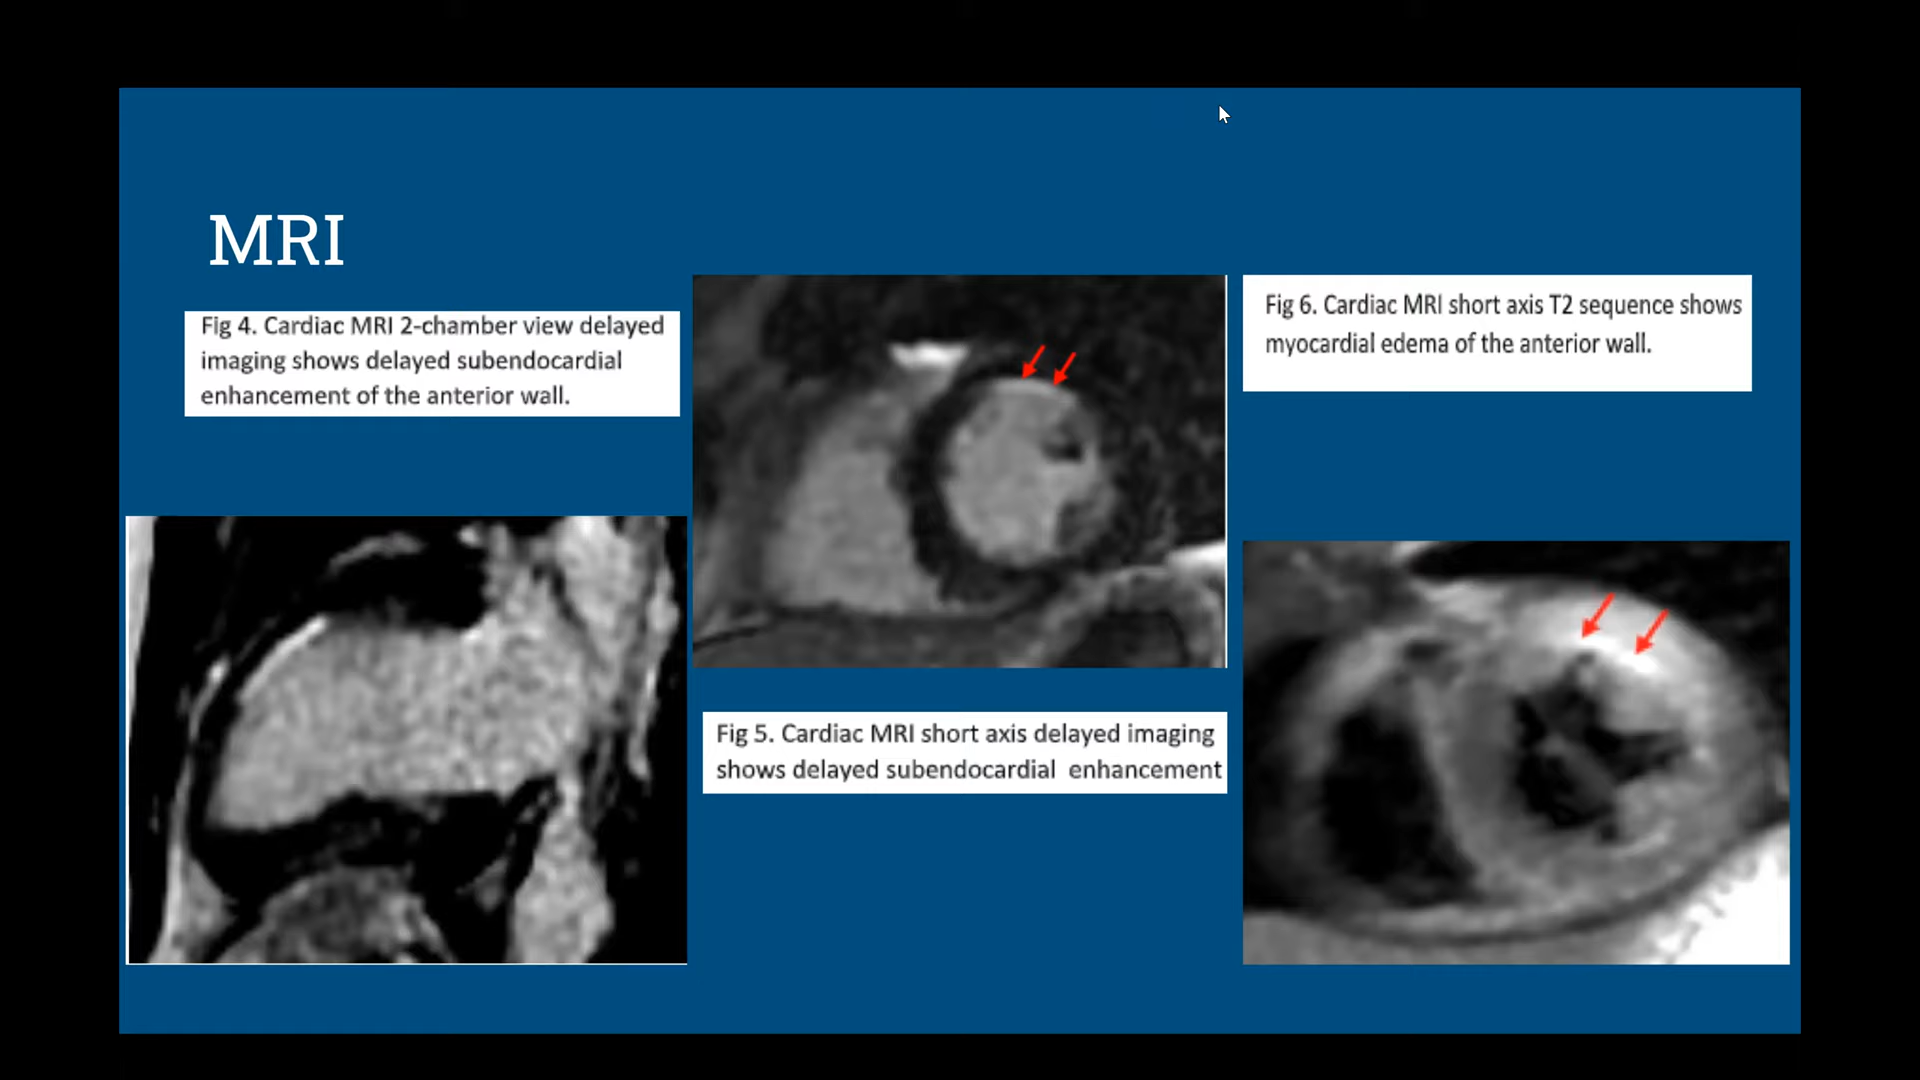 MRI
Fig 4. Cardiac MRI 2-chamber view delayed
imaging shows delayed subendocardial
enhancement of the anterior wall.
Fig 5. Cardiac MRI short axis delayed imaging
shows delayed subendocardial enhancement
Fig 6. Cardiac MRI short axis T2 sequence shows
myocardial edema of the anterior wall.